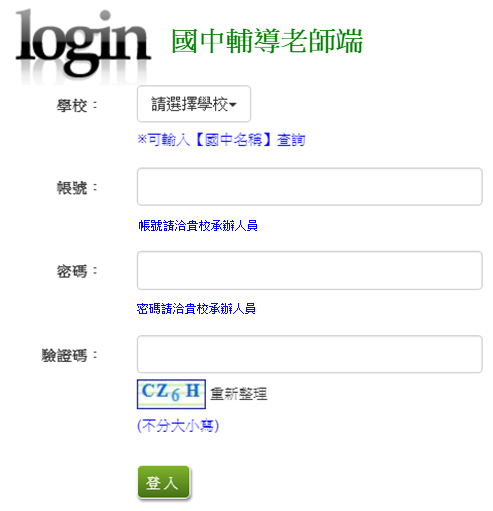 login 國中輔導老師端
學校： 請選擇學校
※可輸入【國中名稱】查詢
帳號：
帳號請洽貴校承辦人員
密碼：
密碼請洽貴校承辦人員
驗證碼：
CZ6H 重新整理
(不分大小寫)
登入